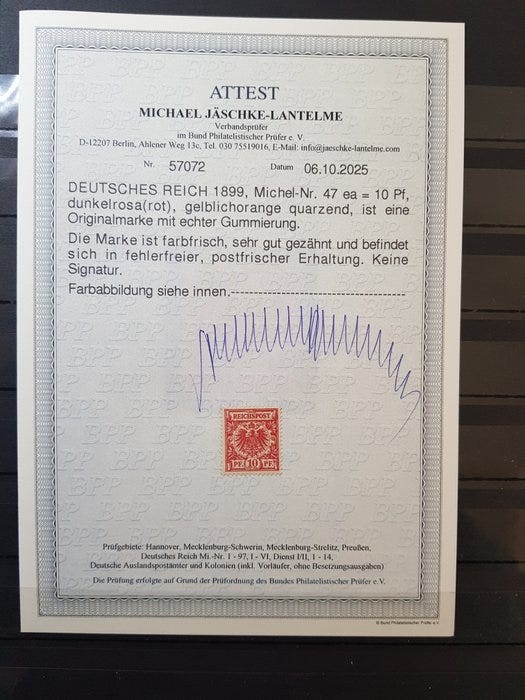 ATTEST
MICHAEL JÄSCHKE-LANTELME
Verbandsprüfer
im Bund Philatelistischer Prüfer e. V.
D-12207 Berlin, Ahlener Weg 13c, Tel. 030 75519016, E-Mail: info@jaeschke-lantelme.com
Nr. 57072 Datum 06.10.2025
DEUTSCHES REICH 1899, Michel-Nr. 47 ea = 10 Pf,
dunkelrosa(rot), gelblichorange quarzend, ist eine
Originalmarke mit echter Gummierung.
Die Marke ist farbfrisch, sehr gut gezähnt und befindet
sich in fehlerfreier, postfrischer Erhaltung. Keine
Signatur.
Farbabbildung siehe innen.-----------------------------------
REICHSPOST
PF 10 PF
Prüfgebiete: Hannover, Mecklenburg-Schwerin, Mecklenburg-Strelitz, Preußen,
Deutsches Reich Mi.-Nr. 1 - 97, I - VI, Dienst I/II, 1 - 14,
Deutsche Auslandspostämter und Kolonien (inkl. Vorläufer, ohne Besetzungsausgaben)
Die Prüfung erfolgte auf Grund der Prüfordnung des Bundes Philatelistischer Prüfer e.V.
© Bund Philatelistischer Prüfer e.V.